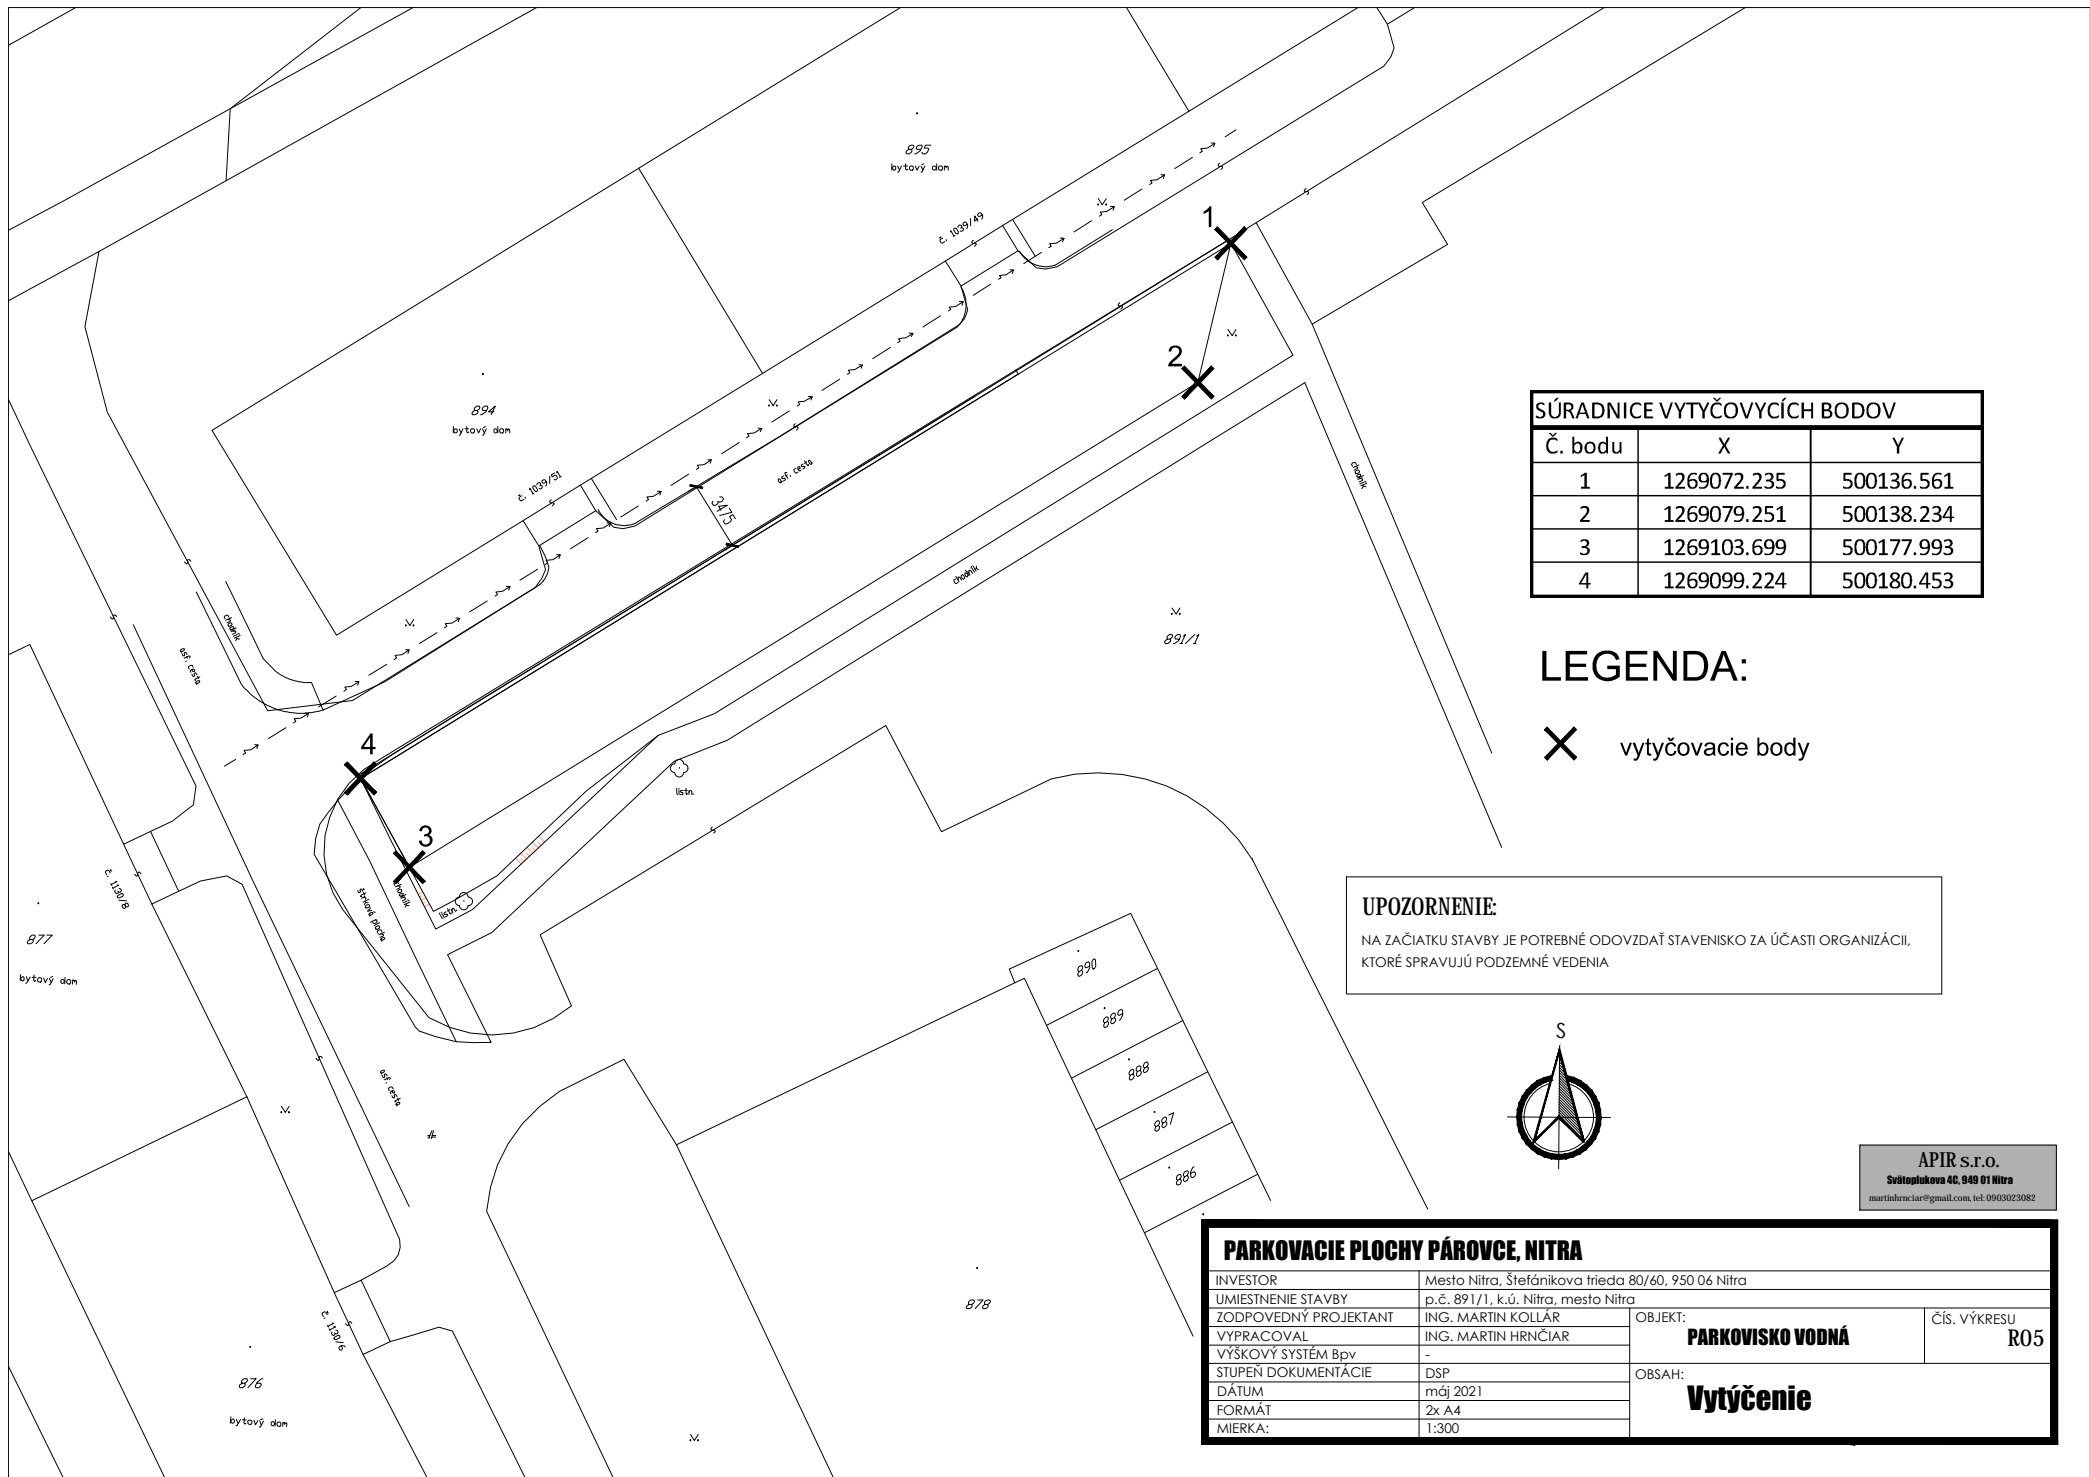 895
bytový dom
č. 1039/49
1
2
894
bytový dom
č. 1039/51
asf. cesta
3475
chodník
chodník
891/1
chodník
asf. cesta
4
3
listn.
listn.
chodník
štrková plocha
č. 1130/8
877
bytový dom
asf. cesta
890
889
888
887
886
878
č. 1130/6
876
bytový dom
SÚRADNICE VYTYČOVYCÍCH BODOV
Č. bodu X Y
1 1269072.235 500136.561
2 1269079.251 500138.234
3 1269103.699 500177.993
4 1269099.224 500180.453
LEGENDA:
vytyčovacie body
UPOZORNENIE:
NA ZAČIATKU STAVBY JE POTREBNÉ ODOVZDAŤ STAVENISKO ZA ÚČASTI ORGANIZÁCII,
KTORÉ SPRAVUJÚ PODZEMNÉ VEDENIA
S
APIR s.r.o.
Svätoplukova 4C, 949 01 Nitra
martinhrnciar@gmail.com, tel: 0903023082
PARKOVACIE PLOCHY PÁROVCE, NITRA
INVESTOR Mesto Nitra, Štefánikova trieda 80/60, 950 06 Nitra
UMIESTNENIE STAVBY p.č. 891/1, k.ú. Nitra, mesto Nitra
ZODPOVEDNÝ PROJEKTANT ING. MARTIN KOLLÁR
VYPRACOVAL ING. MARTIN HRNČIAR
VÝŠKOVÝ SYSTÉM Bpv -
STUPEŇ DOKUMENTÁCIE DSP
DÁTUM máj 2021
FORMÁT 2x A4
MIERKA: 1:300
OBJEKT:
PARKOVISKO VODNÁ
ČÍS. VÝKRESU
R05
OBSAH:
Vytýčenie